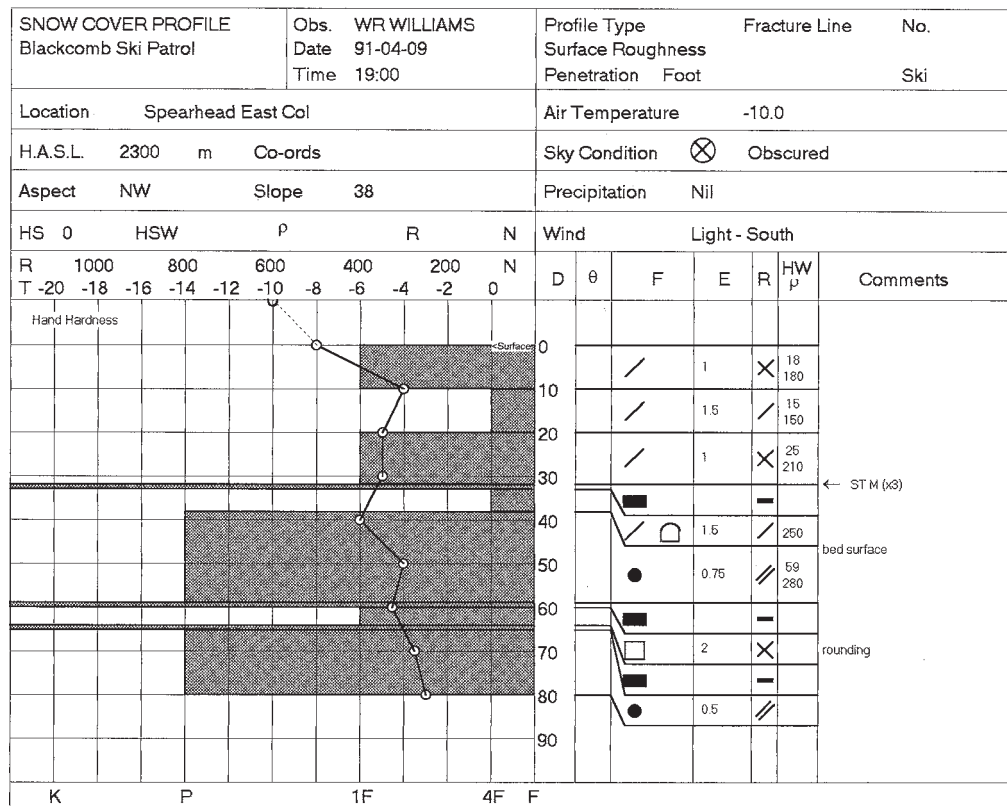 SNOW COVER PROFILE Obs. WR WILLIAMS Profile Type Fracture Line No.
Blackcomb Ski Patrol Date 91-04-09 Surface Roughness
Time 19:00 Penetration Foot Ski
Location Spearhead East Col Air Temperature -10.0
H.A.S.L. 2300 m Co-ords Sky Condition Obscured
Aspect NW Slope 38 Precipitation Nil
HS 0 HSW ρ R N Wind Light - South
R 1000 800 600 400 200 N D θ F E R HW ρ Comments
T -20 -18 -16 -14 -12 -10 -8 -6 -4 -2 0
Hand Hardness
<Surface> 0
1 18
180
10
1.5 15
150
20
1 25
210
30
← ST M (x3)
40
1.5 250
bed surface
50
0.75 59
280
60
2 rounding
70
80
0.5
90
K P 1F 4F F